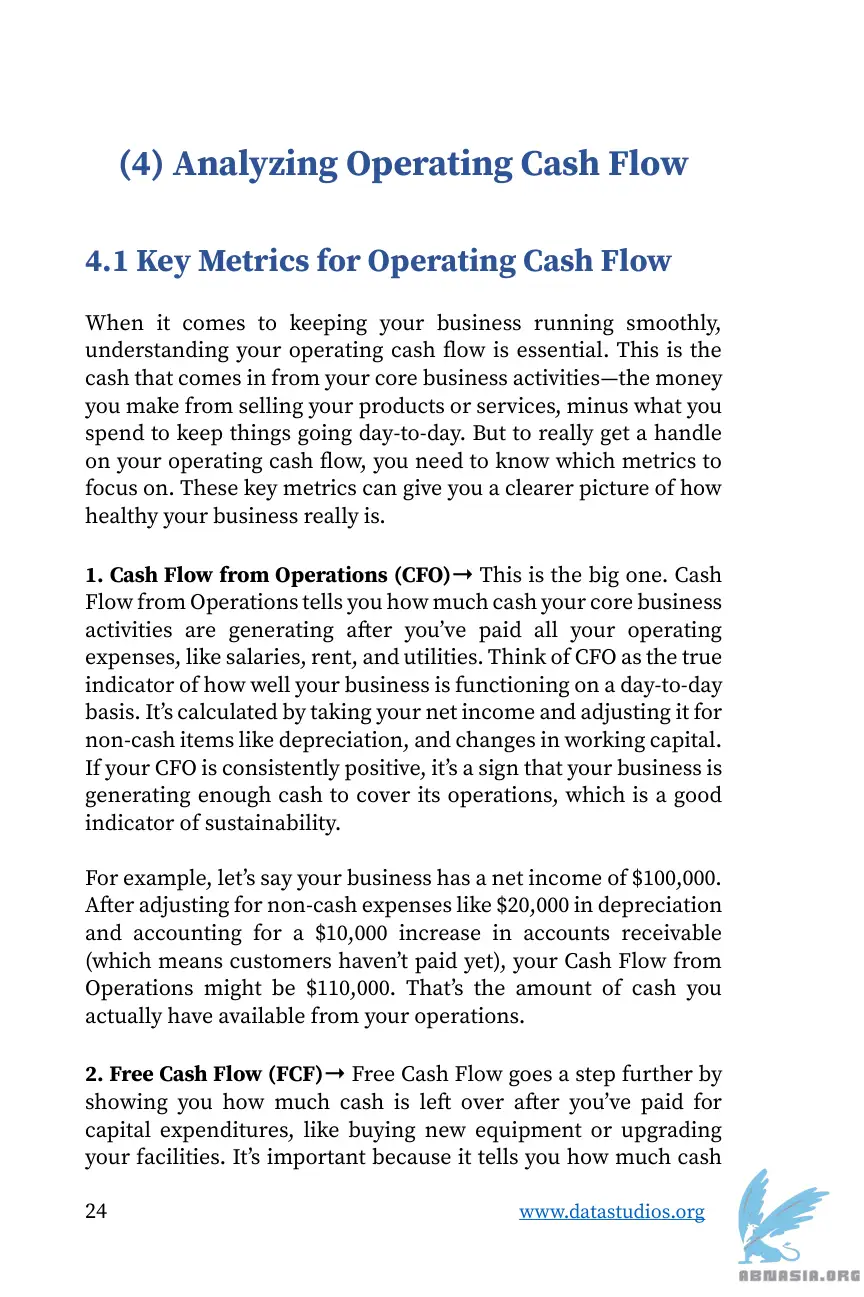 (4) Analyzing Operating Cash Flow
4.1 Key Metrics for Operating Cash Flow
When it comes to keeping your business running smoothly,
understanding your operating cash flow is essential. This is the
cash that comes in from your core business activities—the money
you make from selling your products or services, minus what you
spend to keep things going day-to-day. But to really get a handle
on your operating cash flow, you need to know which metrics to
focus on. These key metrics can give you a clearer picture of how
healthy your business really is.
1. Cash Flow from Operations (CFO)➞ This is the big one. Cash
Flow from Operations tells you how much cash your core business
activities are generating after you’ve paid all your operating
expenses, like salaries, rent, and utilities. Think of CFO as the true
indicator of how well your business is functioning on a day-to-day
basis. It’s calculated by taking your net income and adjusting it for
non-cash items like depreciation, and changes in working capital.
If your CFO is consistently positive, it’s a sign that your business is
generating enough cash to cover its operations, which is a good
indicator of sustainability.
For example, let’s say your business has a net income of $100,000.
After adjusting for non-cash expenses like $20,000 in depreciation
and accounting for a $10,000 increase in accounts receivable
(which means customers haven’t paid yet), your Cash Flow from
Operations might be $110,000. That’s the amount of cash you
actually have available from your operations.
2. Free Cash Flow (FCF)➞ Free Cash Flow goes a step further by
showing you how much cash is left over after you’ve paid for
capital expenditures, like buying new equipment or upgrading
your facilities. It’s important because it tells you how much cash
24
www.datastudios.org
ABNASIA.ORG